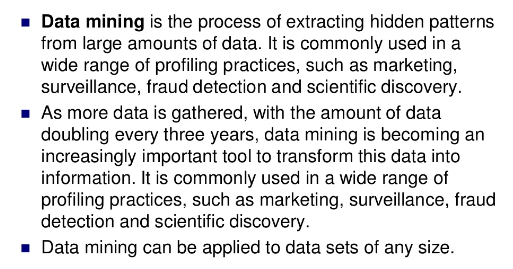 ■ Data mining is the process of extracting hidden patterns
from large amounts of data. It is commonly used in a
wide range of profiling practices, such as marketing,
surveillance, fraud detection and scientific discovery.
■ As more data is gathered, with the amount of data
doubling every three years, data mining is becoming an
increasingly important tool to transform this data into
information. It is commonly used in a wide range of
profiling practices, such as marketing, surveillance, fraud
detection and scientific discovery.
■ Data mining can be applied to data sets of any size.